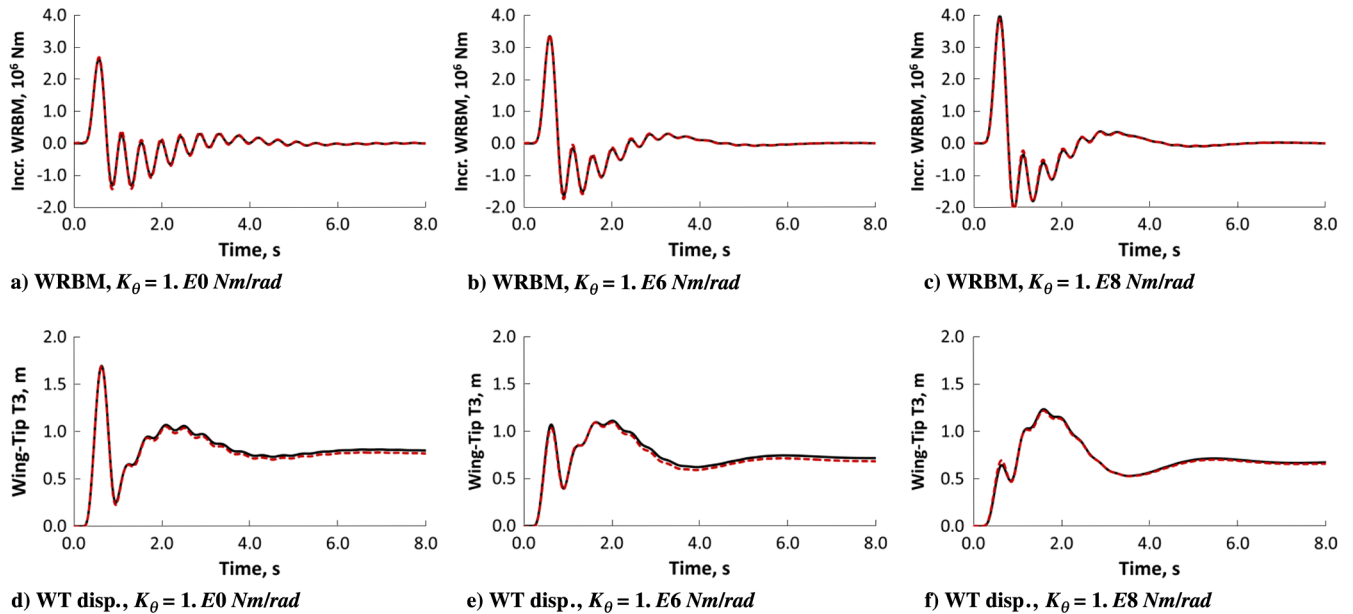 4.0
3.0
2.0
1.0
0.0
-1.0
-2.0
Incr. WRBM, 10⁶ Nm
0.0 2.0 4.0 6.0 8.0
Time, s
a) WRBM, K_θ = 1. E0 Nm/rad
4.0
3.0
2.0
1.0
0.0
-1.0
-2.0
Incr. WRBM, 10⁶ Nm
0.0 2.0 4.0 6.0 8.0
Time, s
b) WRBM, K_θ = 1. E6 Nm/rad
4.0
3.0
2.0
1.0
0.0
-1.0
-2.0
Incr. WRBM, 10⁶ Nm
0.0 2.0 4.0 6.0 8.0
Time, s
c) WRBM, K_θ = 1. E8 Nm/rad
2.0
1.5
1.0
0.5
0.0
Wing-Tip T3, m
0.0 2.0 4.0 6.0 8.0
Time, s
d) WT disp., K_θ = 1. E0 Nm/rad
2.0
1.5
1.0
0.5
0.0
Wing-Tip T3, m
0.0 2.0 4.0 6.0 8.0
Time, s
e) WT disp., K_θ = 1. E6 Nm/rad
2.0
1.5
1.0
0.5
0.0
Wing-Tip T3, m
0.0 2.0 4.0 6.0 8.0
Time, s
f) WT disp., K_θ = 1. E8 Nm/rad